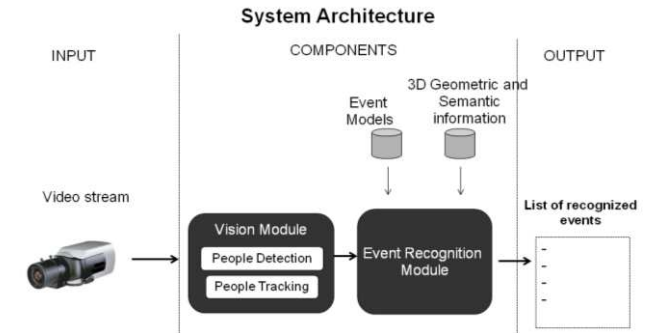 System Architecture
INPUT
COMPONENTS
OUTPUT
Event
Models
3D Geometric and
Semantic
information
Video stream
Vision Module
People Detection
People Tracking
Event Recognition
Module
List of recognized
events
-
-
-
-